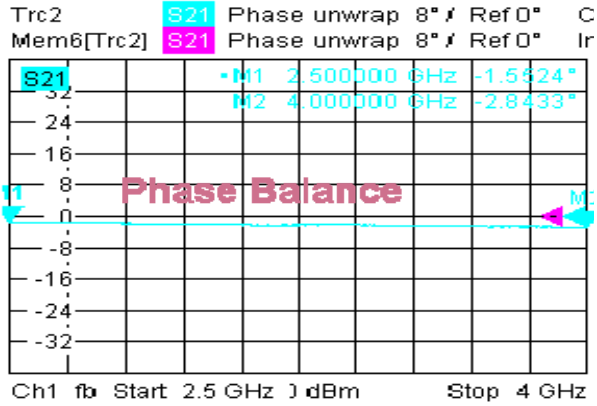 Trc2 S21 Phase unwrap 8°/ Ref 0° C
Mem6[Trc2] S21 Phase unwrap 8°/ Ref 0°
S21 •M1 2.500000 GHz -1.5524°
32 M2 4.000000 GHz -2.8433°
24
16
8 Phase Balance
0
-8
-16
-24
-32
Ch1 fb Start 2.5 GHz dBm Stop 4 GHz